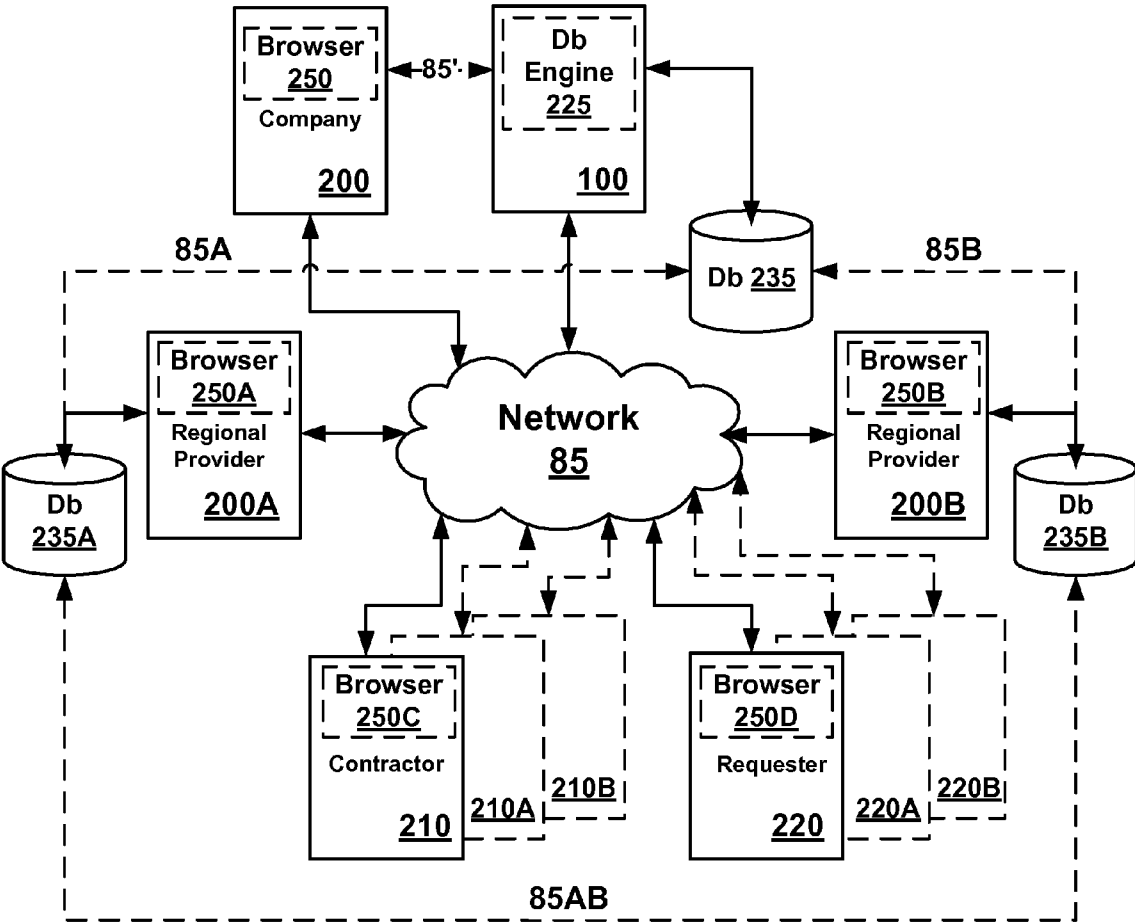 Browser
250
Company
200
85'
Db
Engine
225
100
85A
85B
Db 235
Browser
250A
Regional
Provider
200A
Network
85
Browser
250B
Regional
Provider
200B
Db
235A
Db
235B
Browser
250C
Contractor
210
210A
210B
Browser
250D
Requester
220
220A
220B
85AB